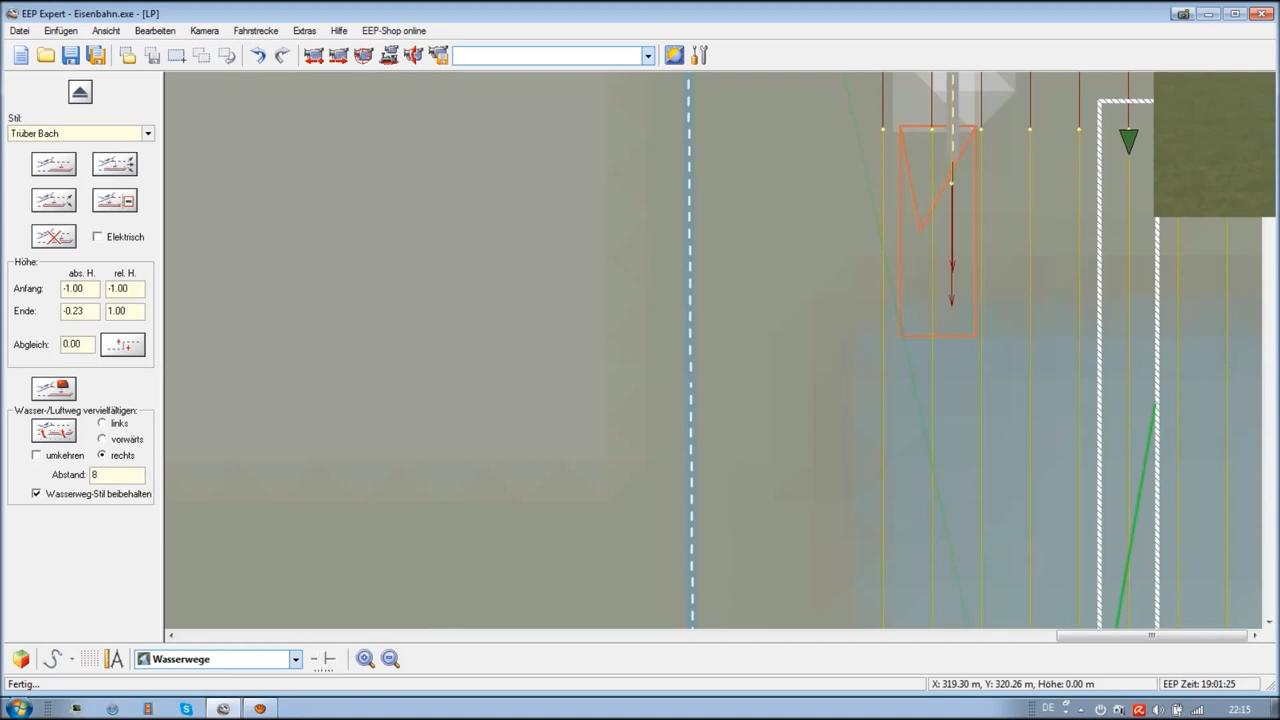 EEP Expert - Eisenbahn.exe - [LP]
Datei Einfügen Ansicht Bearbeiten Kamera Fahrstrecke Extras Hilfe EEP-Shop online
Stil:
Trüber Bach
Elektrisch
Höhe:
abs. H. rel. H.
Anfang: -1.00 -1.00
Ende: -0.23 1.00
Abgleich: 0.00
Wasser-/Luftweg vervielfältigen:
links
vorwärts
umkehren rechts
Abstand: 8
Wasserweg-Stil beibehalten
Wasserwege
Fertig... X: 319.30 m, Y: 320.26 m, Höhe: 0.00 m EEP Zeit: 19:01:25
DE 22:15